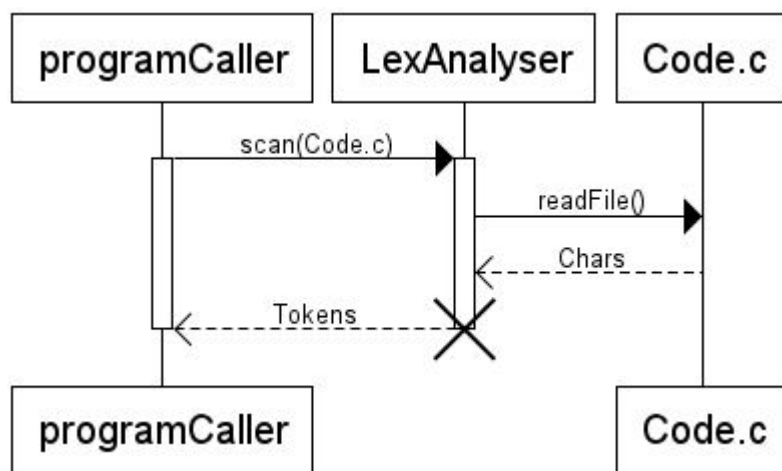 programCaller
LexAnalyser
Code.c
scan(Code.c)
readFile()
Chars
Tokens
programCaller
Code.c